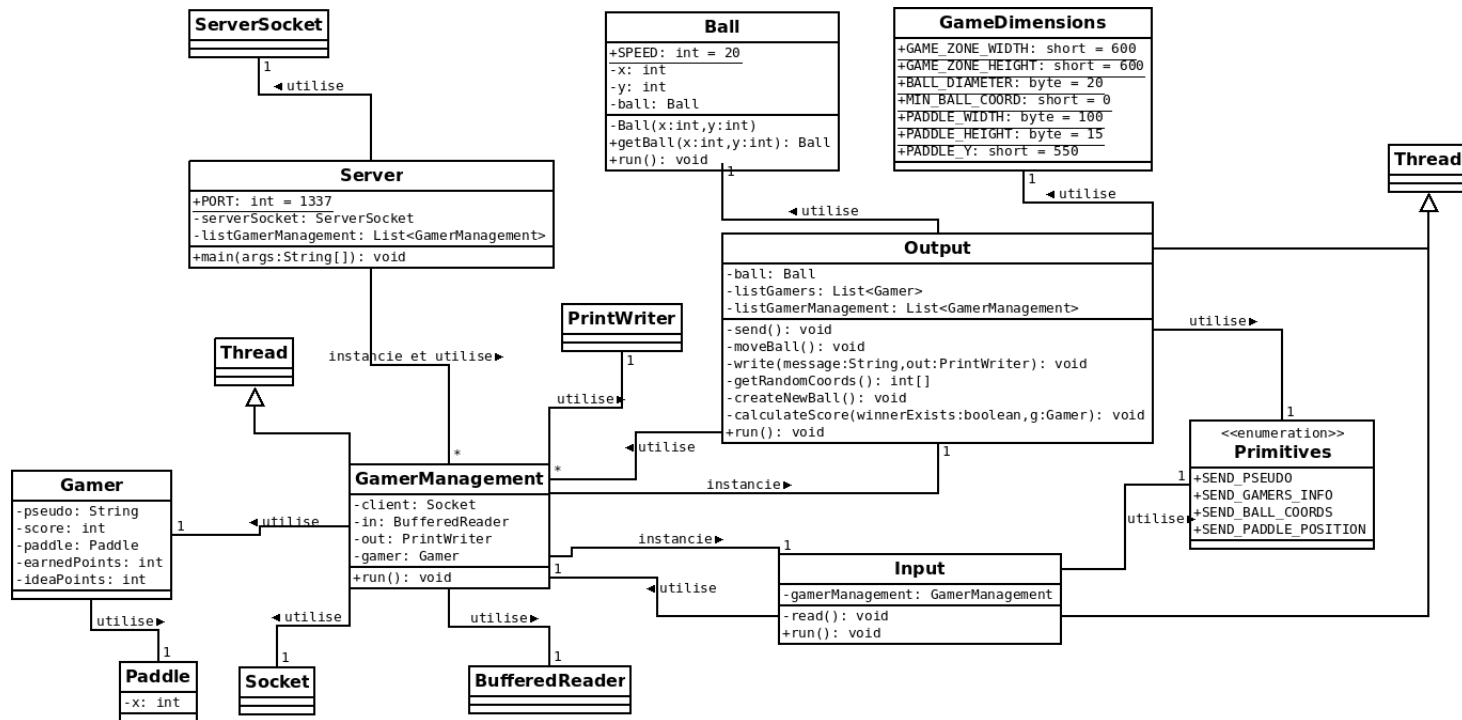 ServerSocket
1
utilise
Server
+PORT: int = 1337
-serverSocket: ServerSocket
-listGamerManagement: List<GamerManagement>
+main(args:String[]): void
instancie et utilise
*
Ball
+SPEED: int = 20
-x: int
-y: int
-ball: Ball
-Ball(x:int,y:int)
+getBall(x:int,y:int): Ball
+run(): void
1
utilise
GameDimensions
+GAME_ZONE_WIDTH: short = 600
+GAME_ZONE_HEIGHT: short = 600
+BALL_DIAMETER: byte = 20
+MIN_BALL_COORD: short = 0
+PADDLE_WIDTH: byte = 100
+PADDLE_HEIGHT: byte = 15
+PADDLE_Y: short = 550
1
utilise
Thread
Output
-ball: Ball
-listGamers: List<Gamer>
-listGamerManagement: List<GamerManagement>
-send(): void
-moveBall(): void
-write(message:String,out:PrintWriter): void
-getRandomCoords(): int[]
-createNewBall(): void
-calculateScore(winnerExists:boolean,g:Gamer): void
+run(): void
utilise
1
<<enumeration>>
Primitives
+SEND_PSEUDO
+SEND_GAMERS_INFO
+SEND_BALL_COORDS
+SEND_PADDLE_POSITION
1
utilise
PrintWriter
1
utilise
Thread
utilise
*
1
instancie
GamerManagement
-client: Socket
-in: BufferedReader
-out: PrintWriter
-gamer: Gamer
+run(): void
Gamer
-pseudo: String
-score: int
-paddle: Paddle
-earnedPoints: int
-ideaPoints: int
1
utilise
instancie
1
1
utilise
Input
-gamerManagement: GamerManagement
-read(): void
+run(): void
utilise
1
Paddle
-x: int
utilise
1
Socket
utilise
1
BufferedReader